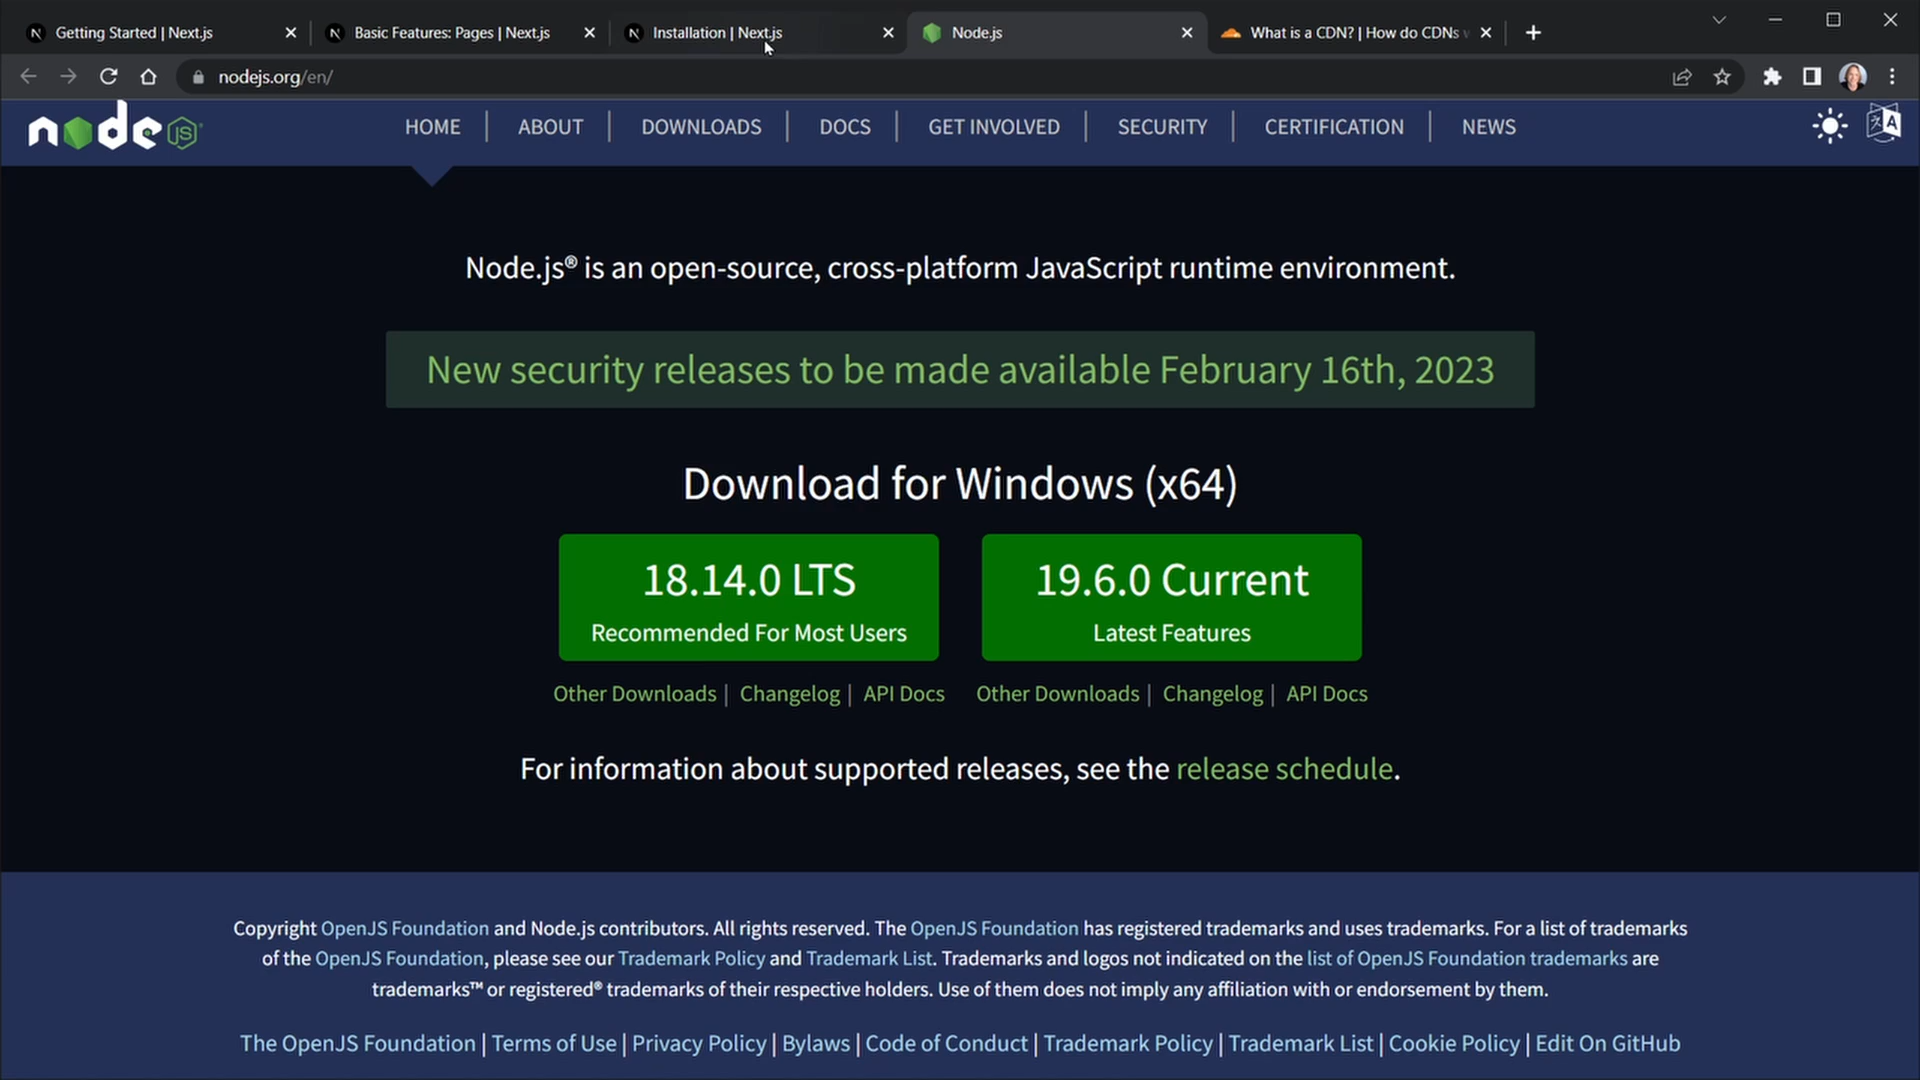 Getting Started | Next.js
Basic Features: Pages | Next.js
Installation | Next.js
Node.js
What is a CDN? | How do CDNs
nodejs.org/en/
node JS
HOME | ABOUT | DOWNLOADS | DOCS | GET INVOLVED | SECURITY | CERTIFICATION | NEWS
Node.js® is an open-source, cross-platform JavaScript runtime environment.
New security releases to be made available February 16th, 2023
Download for Windows (x64)
18.14.0 LTS
Recommended For Most Users
19.6.0 Current
Latest Features
Other Downloads | Changelog | API Docs
Other Downloads | Changelog | API Docs
For information about supported releases, see the release schedule.
Copyright OpenJS Foundation and Node.js contributors. All rights reserved. The OpenJS Foundation has registered trademarks and uses trademarks. For a list of trademarks
of the OpenJS Foundation, please see our Trademark Policy and Trademark List. Trademarks and logos not indicated on the list of OpenJS Foundation trademarks are
trademarks™ or registered® trademarks of their respective holders. Use of them does not imply any affiliation with or endorsement by them.
The OpenJS Foundation | Terms of Use | Privacy Policy | Bylaws | Code of Conduct | Trademark Policy | Trademark List | Cookie Policy | Edit On GitHub